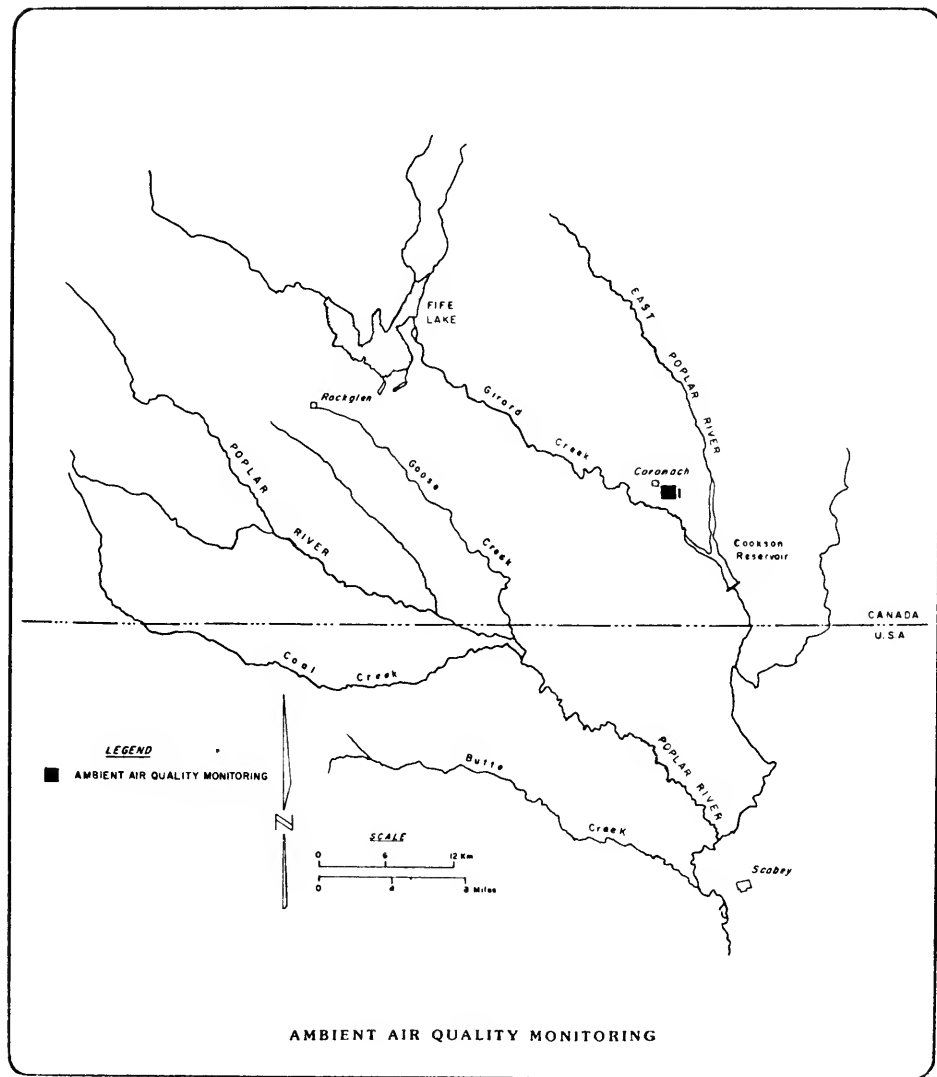 FIFE
LAKE
EAST POPLAR RIVER
Rockglen
Girard Creek
Goose Creek
POPLAR RIVER
Coronach
1
Cookson
Reservoir
CANADA
U.S.A
Coal Creek
LEGEND
AMBIENT AIR QUALITY MONITORING
N
Butte Creek
POPLAR RIVER
SCALE
0 6 12 Km
0 4 8 Miles
Scobey
AMBIENT AIR QUALITY MONITORING